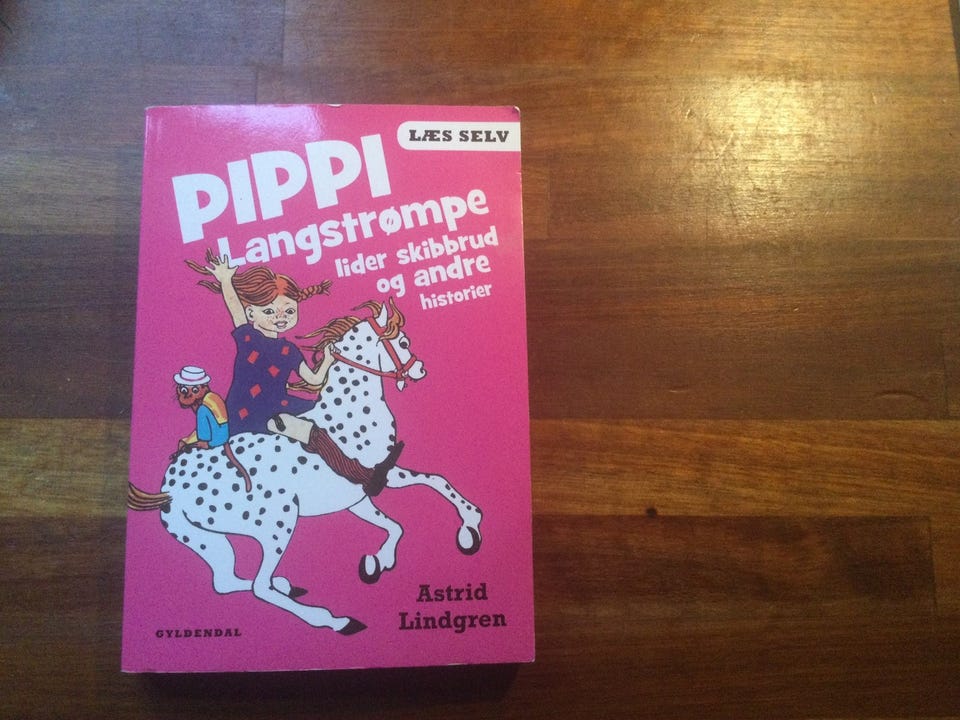 LÆS SELV
PIPPI
Langstrømpe
lider skibbrud
og andre
historier
Astrid
Lindgren
GYLDENDAL